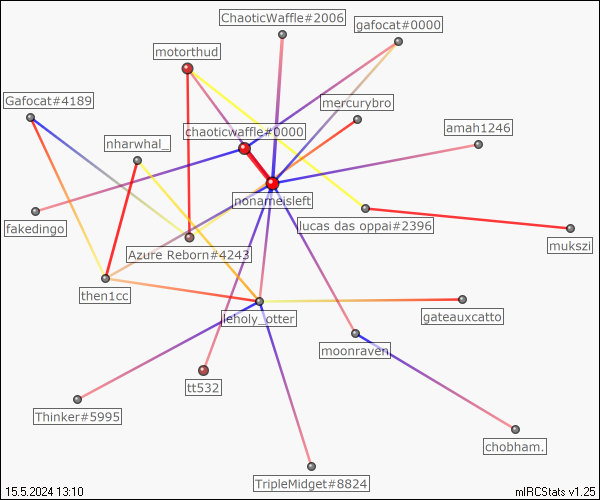 ChaoticWaffle#2006
gafocat#0000
motorthud
Gafocat#4189
mercurybro
chaoticwaffle#0000
amah1246
nharwhal_
nonameisleft
fakedingo
lucas das oppai#2396
mukszi
Azure Reborn#4243
then1cc
leholy_otter
gateauxcatto
moonraven
tt532
Thinker#5995
chobham.
TripleMidget#8824
15.5.2024 13:10
mIRCStats v1.25